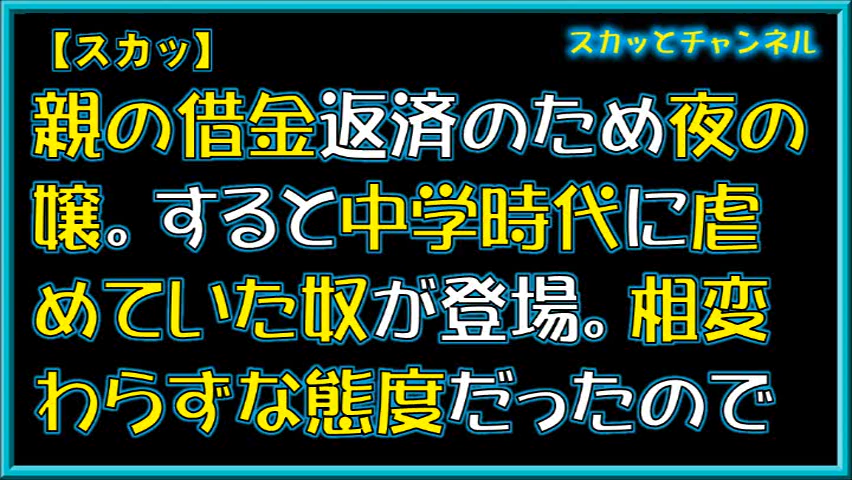 【スカッ】
スカッとチャンネル
親の借金返済のため夜の
嬢。すると中学時代に虐
めていた奴が登場。相変
わらずな態度だったので